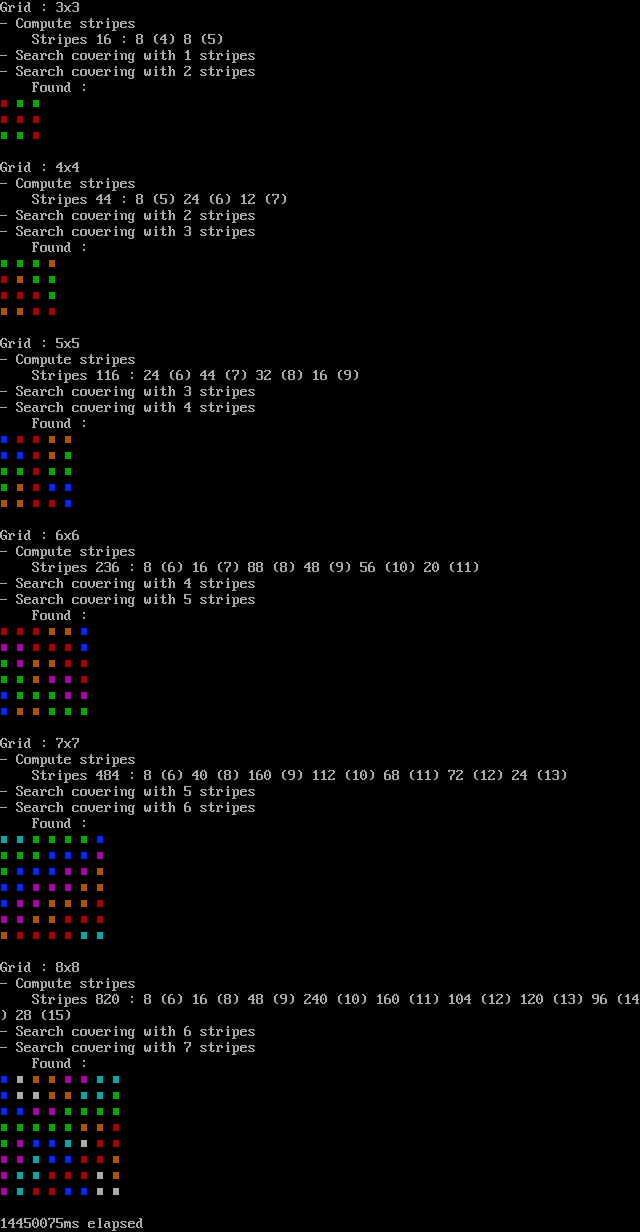 Grid : 3x3
- Compute stripes
Stripes 16 : 8 (4) 8 (5)
- Search covering with 1 stripes
- Search covering with 2 stripes
Found :
Grid : 4x4
- Compute stripes
Stripes 44 : 8 (5) 24 (6) 12 (7)
- Search covering with 2 stripes
- Search covering with 3 stripes
Found :
Grid : 5x5
- Compute stripes
Stripes 116 : 24 (6) 44 (7) 32 (8) 16 (9)
- Search covering with 3 stripes
- Search covering with 4 stripes
Found :
Grid : 6x6
- Compute stripes
Stripes 236 : 8 (6) 16 (7) 88 (8) 48 (9) 56 (10) 20 (11)
- Search covering with 4 stripes
- Search covering with 5 stripes
Found :
Grid : 7x7
- Compute stripes
Stripes 484 : 8 (6) 40 (8) 160 (9) 112 (10) 68 (11) 72 (12) 24 (13)
- Search covering with 5 stripes
- Search covering with 6 stripes
Found :
Grid : 8x8
- Compute stripes
Stripes 820 : 8 (6) 16 (8) 48 (9) 240 (10) 160 (11) 104 (12) 120 (13) 96 (14
) 28 (15)
- Search covering with 6 stripes
- Search covering with 7 stripes
Found :
14450075ms elapsed